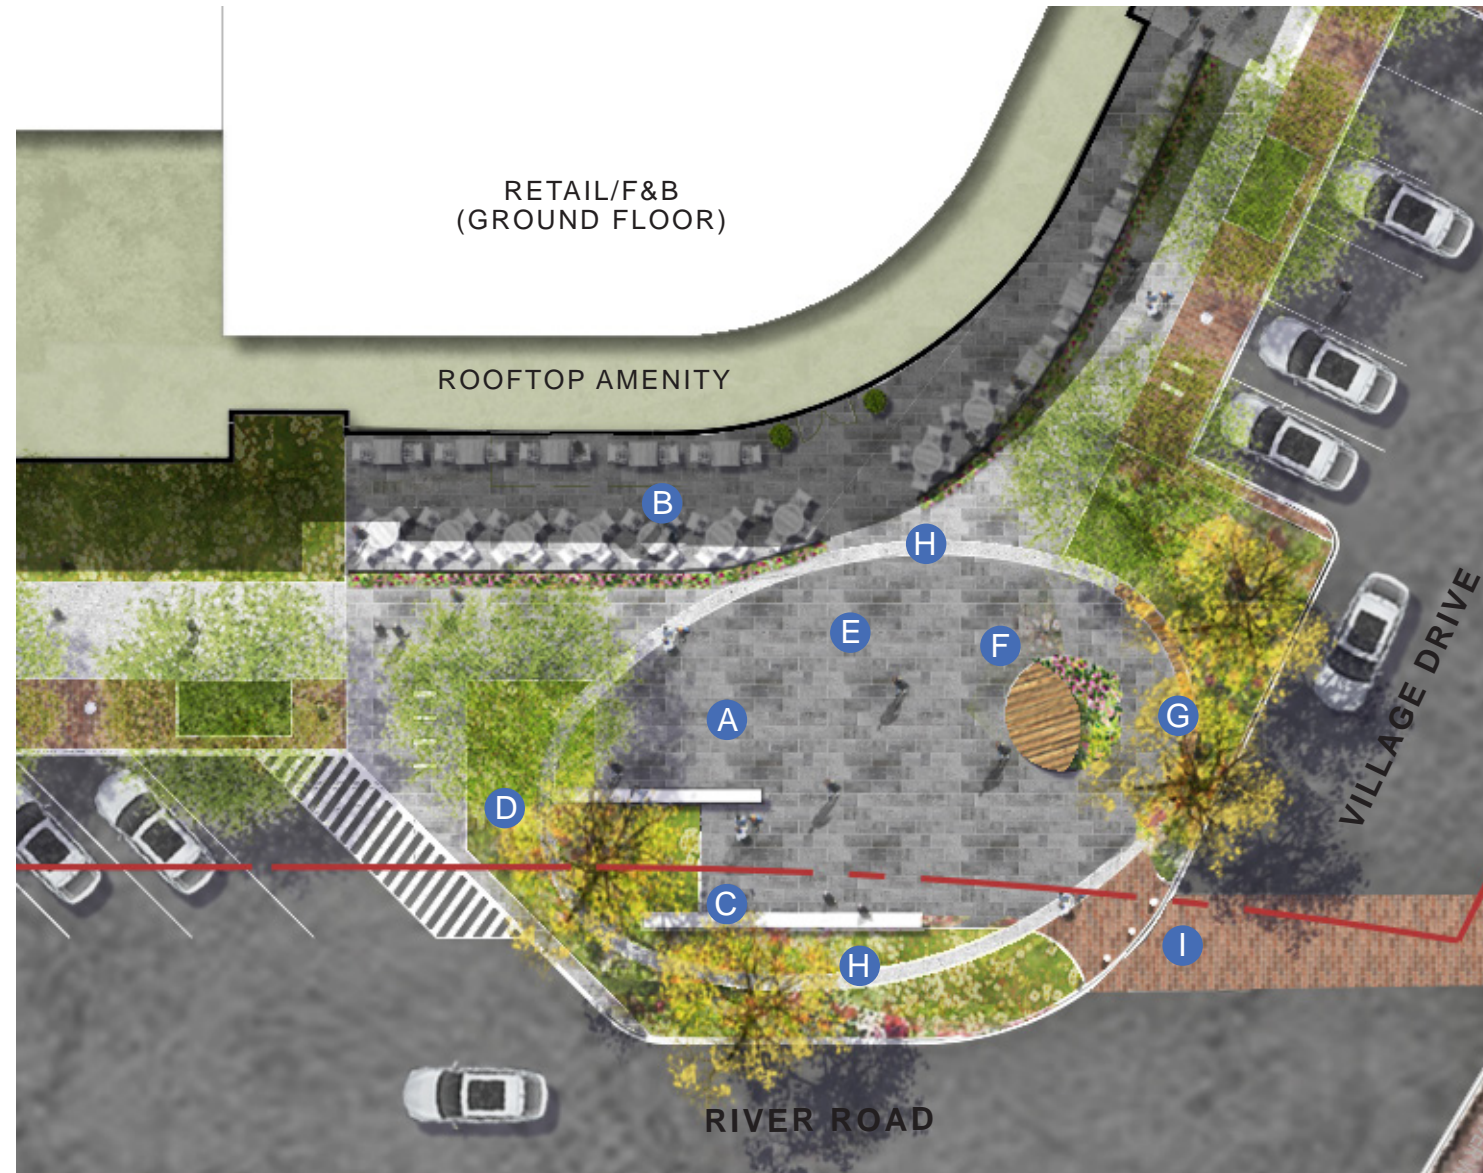 RETAIL/F&B
(GROUND FLOOR)
ROOFTOP AMENITY
B
H
E
F
A
G
D
C
H
I
VILLAGE DRIVE
RIVER ROAD